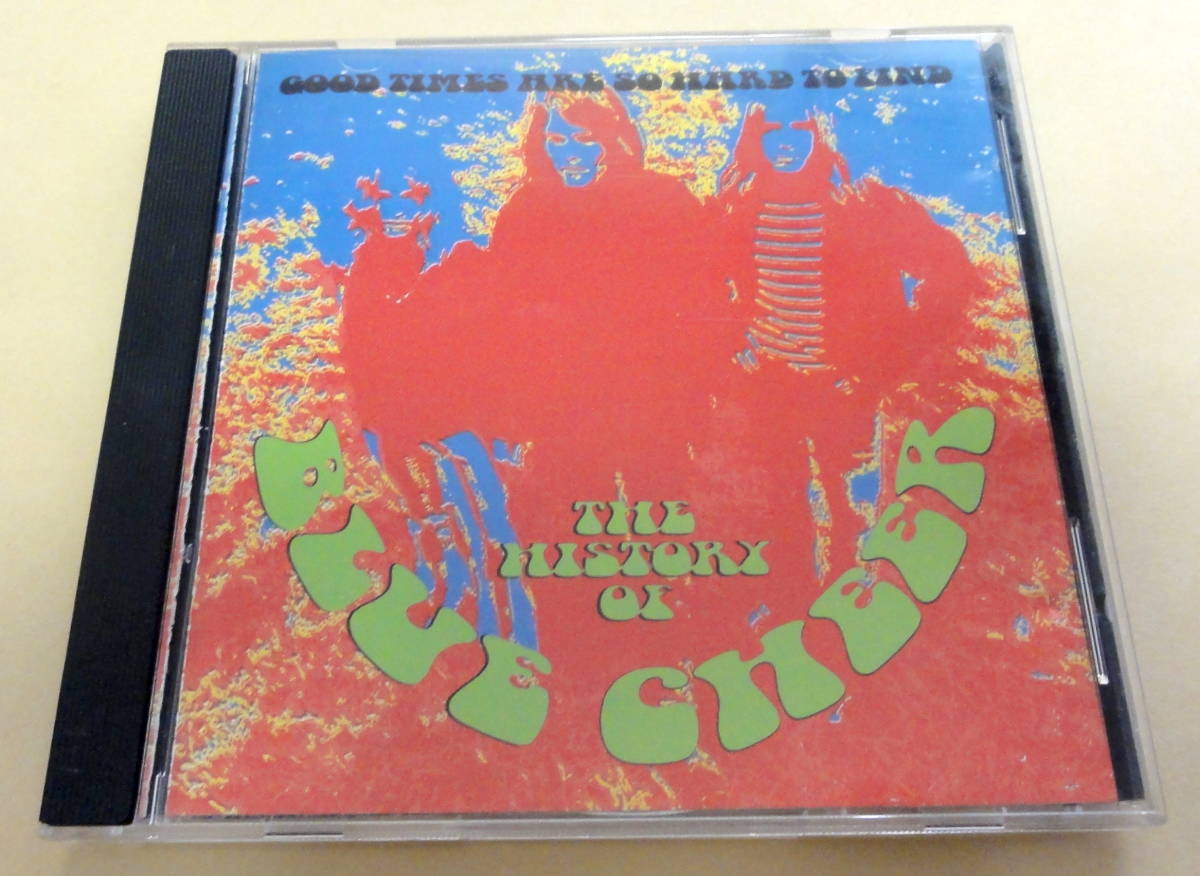 GOOD TIMES ARE SO HARD TO FIND
THE
HISTORY
OF
BLUE CHEER